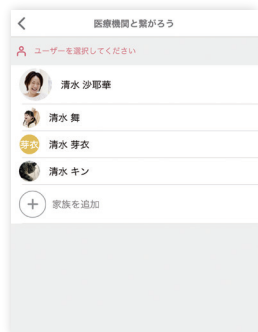 医療機関と繋がろう
ユーザーを選択してください
清水 沙耶華
清水 舞
芽衣 清水 芽衣
清水 キン
家族を追加